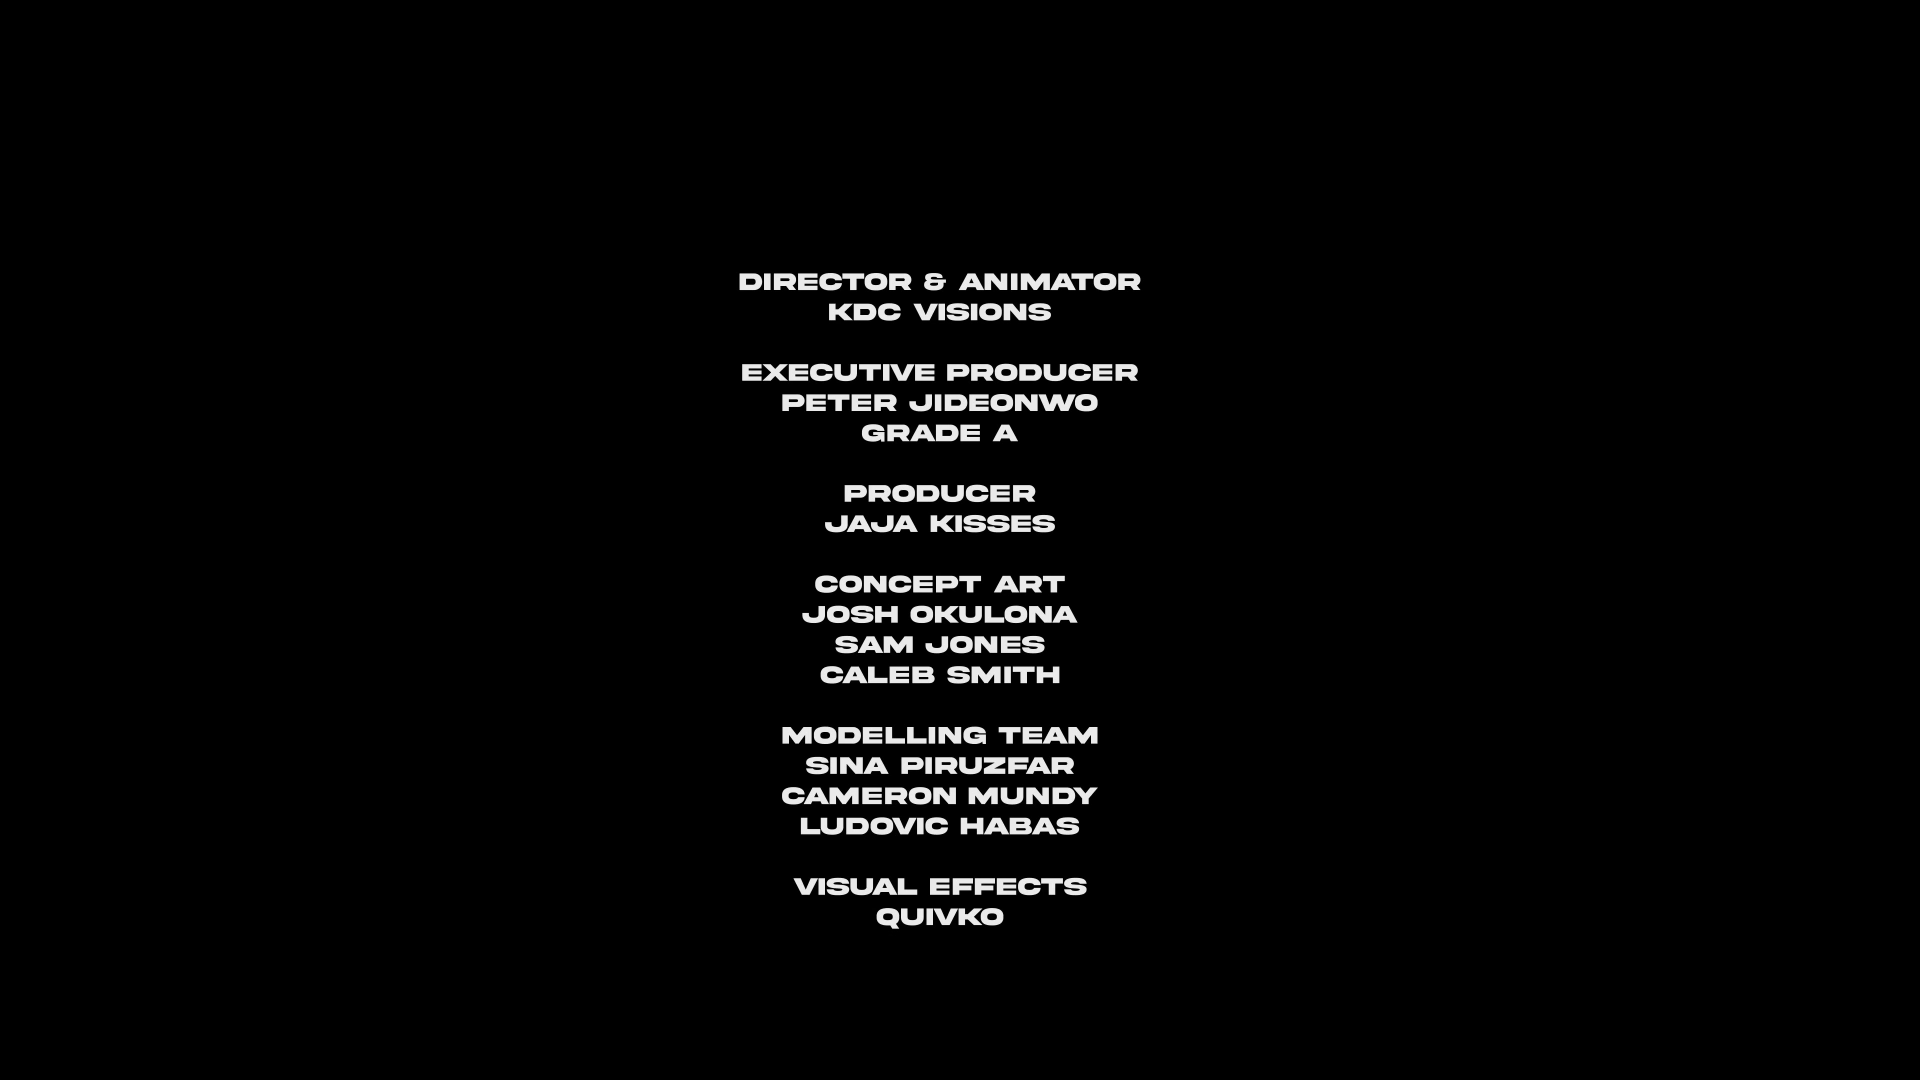 DIRECTOR & ANIMATOR
KDC VISIONS
EXECUTIVE PRODUCER
PETER JIDEONWO
GRADE A
PRODUCER
JAJA KISSES
CONCEPT ART
JOSH OKULONA
SAM JONES
CALEB SMITH
MODELLING TEAM
SINA PIRUZFAR
CAMERON MUNDY
LUDOVIC HABAS
VISUAL EFFECTS
QUIVKO